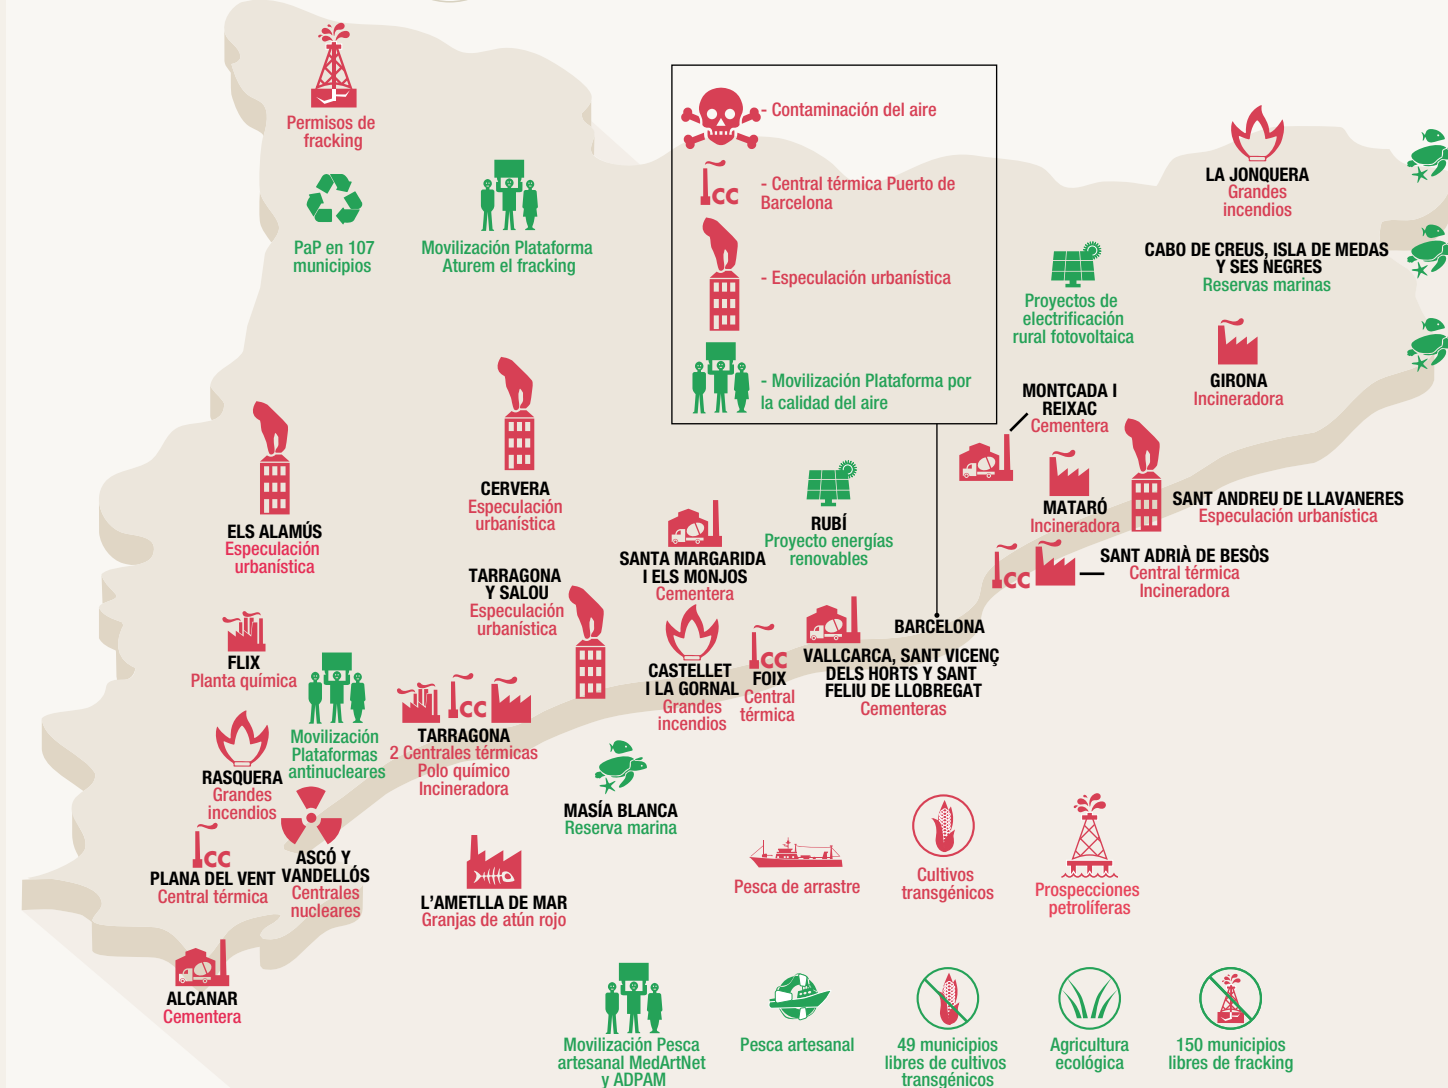 Permisos de
fracking
PaP en 107
municipios
Movilización Plataforma
Aturem el fracking
- Contaminación del aire
CC
- Central térmica Puerto de
Barcelona
- Especulación urbanística
- Movilización Plataforma por
la calidad del aire
LA JONQUERA
Grandes
incendios
CABO DE CREUS, ISLA DE MEDAS
Y SES NEGRES
Reservas marinas
Proyectos de
electrificación
rural fotovoltaica
GIRONA
Incineradora
MONTCADA I
REIXAC
Cementera
MATARÓ
Incineradora
SANT ANDREU DE LLAVANERES
Especulación urbanística
CC
SANT ADRIÀ DE BESÒS
Central térmica
Incineradora
ELS ALAMÚS
Especulación
urbanística
CERVERA
Especulación
urbanística
RUBÍ
Proyecto energías
renovables
SANTA MARGARIDA
I ELS MONJOS
Cementera
TARRAGONA
Y SALOU
Especulación
urbanística
BARCELONA
VALLCARCA, SANT VICENÇ
DELS HORTS Y SANT
FELIU DE LLOBREGAT
Cementeras
CASTELLET
I LA GORNAL
Grandes
incendios
CC
FOIX
Central
térmica
FLIX
Planta química
Movilización
Plataformas
antinucleares
CC
TARRAGONA
2 Centrales térmicas
Polo químico
Incineradora
RASQUERA
Grandes
incendios
MASÍA BLANCA
Reserva marina
CC
PLANA DEL VENT
Central térmica
ASCÓ Y
VANDELLÓS
Centrales
nucleares
L'AMETLLA DE MAR
Granjas de atún rojo
Pesca de arrastre
Cultivos
transgénicos
Prospecciones
petrolíferas
ALCANAR
Cementera
Movilización Pesca
artesanal MedArtNet
y ADPAM
Pesca artesanal
49 municipios
libres de cultivos
transgénicos
Agricultura
ecológica
150 municipios
libres de fracking